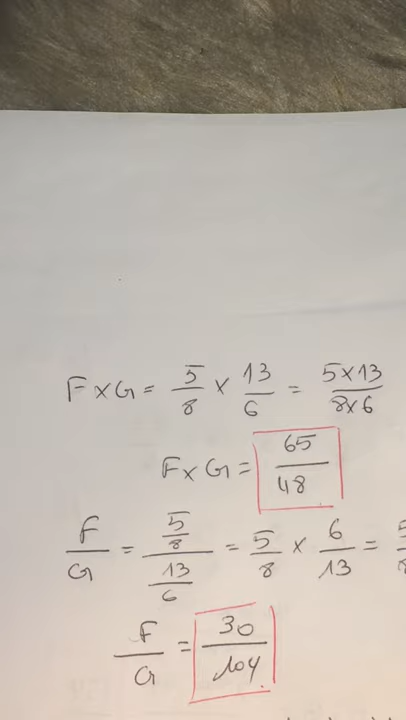 F×G = 5/8 × 13/6 = 5×13/8×6
F×G = 65/48
F/G = 5/8 / 13/6 = 5/8 × 6/13 =
F/G = 30/104